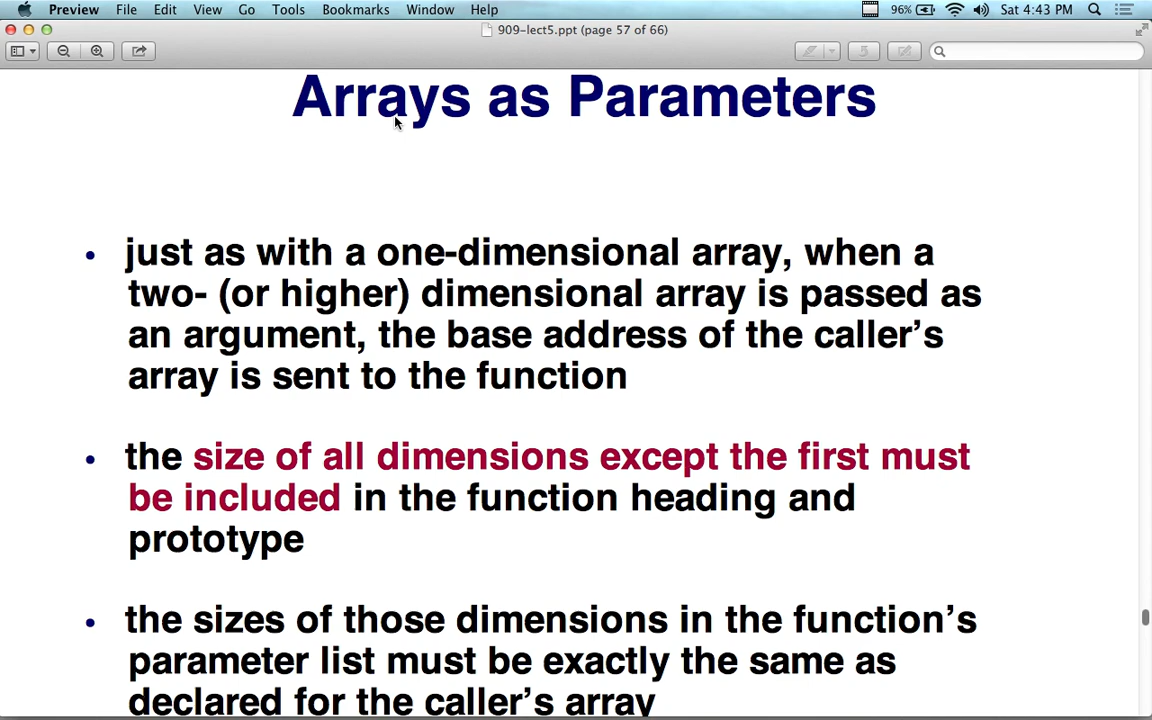 Preview File Edit View Go Tools Bookmarks Window Help 96% Sat 4:43 PM
909-lect5.ppt (page 57 of 66)
Arrays as Parameters
• just as with a one-dimensional array, when a
two- (or higher) dimensional array is passed as
an argument, the base address of the caller’s
array is sent to the function
• the size of all dimensions except the first must
be included in the function heading and
prototype
• the sizes of those dimensions in the function’s
parameter list must be exactly the same as
declared for the caller’s array